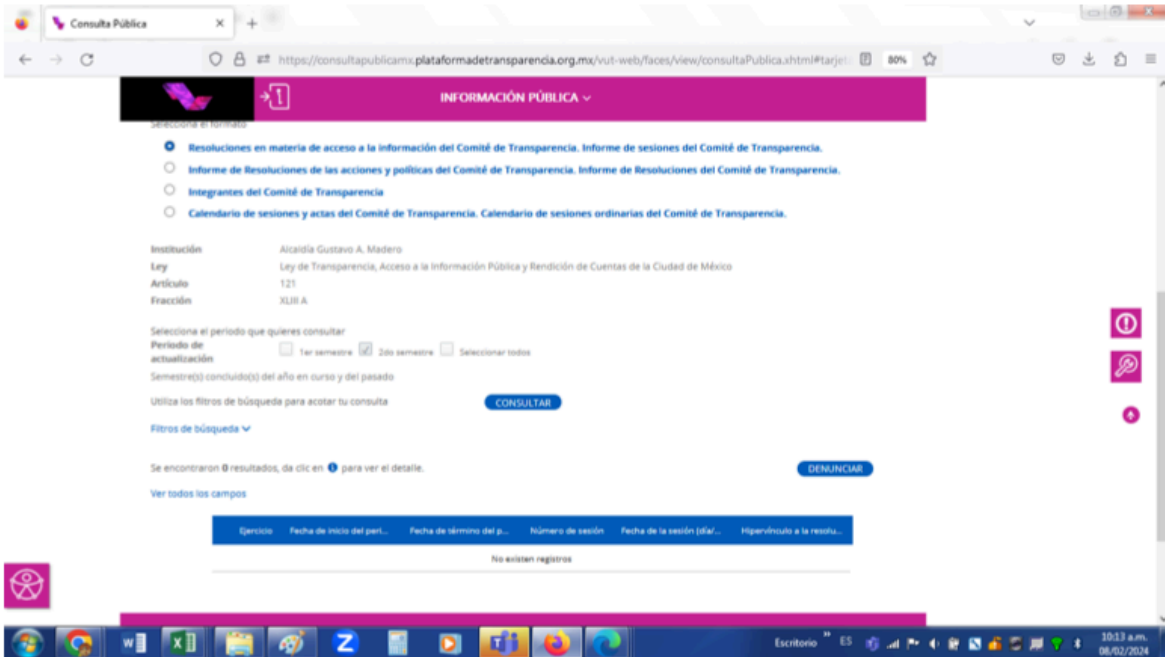 Consulta Pública
https://consultapublicamx.plataformadetransparencia.org.mx/vut-web/faces/view/consultaPublica.xhtml#tarjet
80%
INFORMACIÓN PÚBLICA
Selecciona el formato
Resoluciones en materia de acceso a la información del Comité de Transparencia. Informe de sesiones del Comité de Transparencia.
Informe de Resoluciones de las acciones y políticas del Comité de Transparencia. Informe de Resoluciones del Comité de Transparencia.
Integrantes del Comité de Transparencia
Calendario de sesiones y actas del Comité de Transparencia. Calendario de sesiones ordinarias del Comité de Transparencia.
Institución Alcaldía Gustavo A. Madero
Ley Ley de Transparencia, Acceso a la Información Pública y Rendición de Cuentas de la Ciudad de México
Artículo 121
Fracción XLIII A
Selecciona el periodo que quieres consultar
Periodo de actualización 1er semestre 2do semestre Seleccionar todos
Semestre(s) concluido(s) del año en curso y del pasado
Utiliza los filtros de búsqueda para acotar tu consulta CONSULTAR
Filtros de búsqueda
Se encontraron 0 resultados, da clic en i para ver el detalle. DENUNCIAR
Ver todos los campos
Ejercicio Fecha de inicio del peri... Fecha de término del p... Número de sesión Fecha de la sesión (día/... Hipervínculo a la resolu...
No existen registros
Escritorio ES 10:13 a.m.
08/02/2024